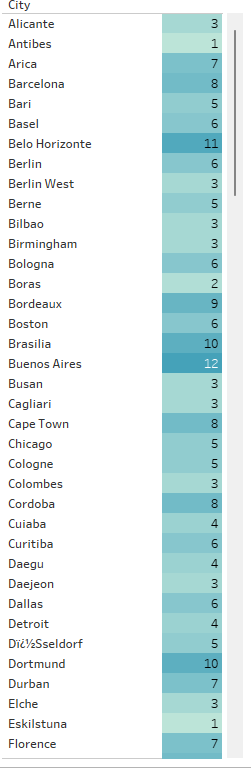 City
Alicante 3
Antibes 1
Arica 7
Barcelona 8
Bari 5
Basel 6
Belo Horizonte 11
Berlin 6
Berlin West 3
Berne 5
Bilbao 3
Birmingham 3
Bologna 6
Boras 2
Bordeaux 9
Boston 6
Brasilia 10
Buenos Aires 12
Busan 3
Cagliari 3
Cape Town 8
Chicago 5
Cologne 5
Colombes 3
Cordoba 8
Cuiaba 4
Curitiba 6
Daegu 4
Daejeon 3
Dallas 6
Detroit 4
Dï¿½Sseldorf 5
Dortmund 10
Durban 7
Elche 3
Eskilstuna 1
Florence 7